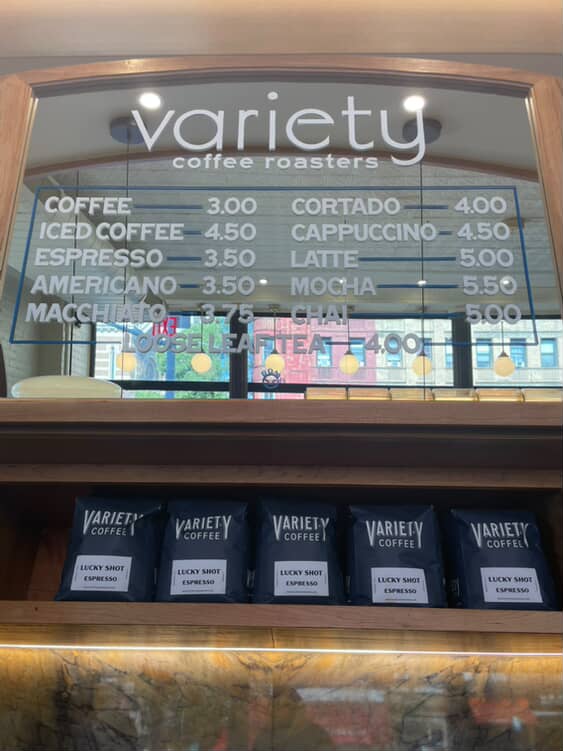 variety
coffee roasters
COFFEE 3.00
ICED COFFEE 4.50
ESPRESSO 3.50
AMERICANO 3.50
MACCHIATO 3.75
CORTADO 4.00
CAPPUCCINO 4.50
LATTE 5.00
MOCHA 5.50
CHAI 5.00
LOOSE LEAF TEA 4.00
EXIT
VARIETY
COFFEE
LUCKY SHOT
ESPRESSO
VARIETY
COFFEE
LUCKY SHOT
ESPRESSO
VARIETY
COFFEE
LUCKY SHOT
ESPRESSO
VARIETY
COFFEE
LUCKY SHOT
ESPRESSO
VARIETY
COFFEE
LUCKY SHOT
ESPRESSO